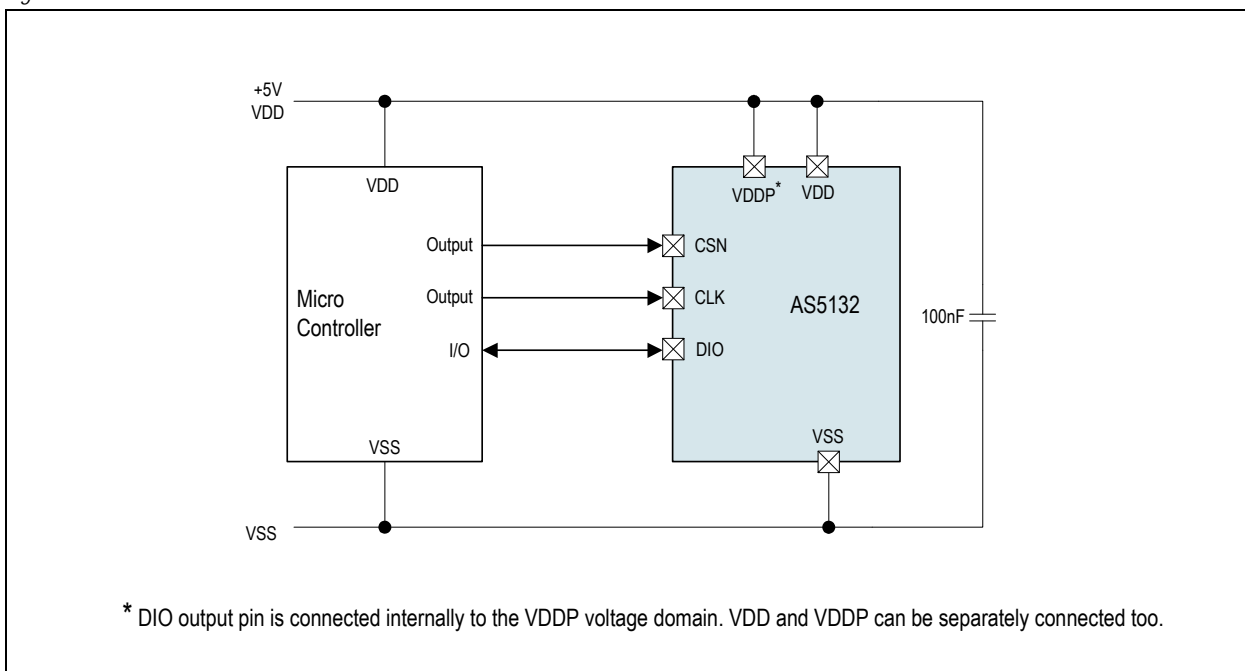 +5V
VDD
VDD
VDDP*
VDD
Output
CSN
Output
CLK
Micro
Controller
AS5132
100nF
I/O
DIO
VSS
VSS
VSS
* DIO output pin is connected internally to the VDDP voltage domain. VDD and VDDP can be separately connected too.